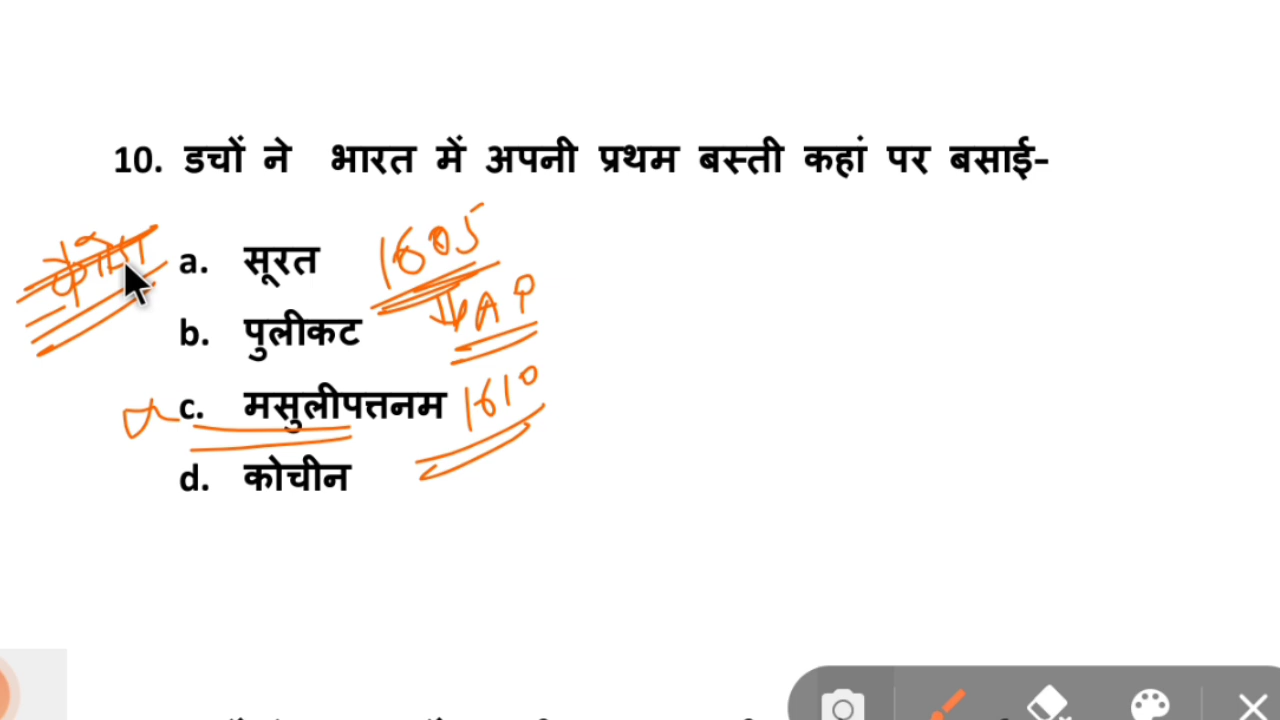 10. डचों ने भारत में अपनी प्रथम बस्ती कहां पर बसाई-
a. सूरत 1605
AP
b. पुलीकट
c. मसुलीपत्तनम 1610
d. कोचीन